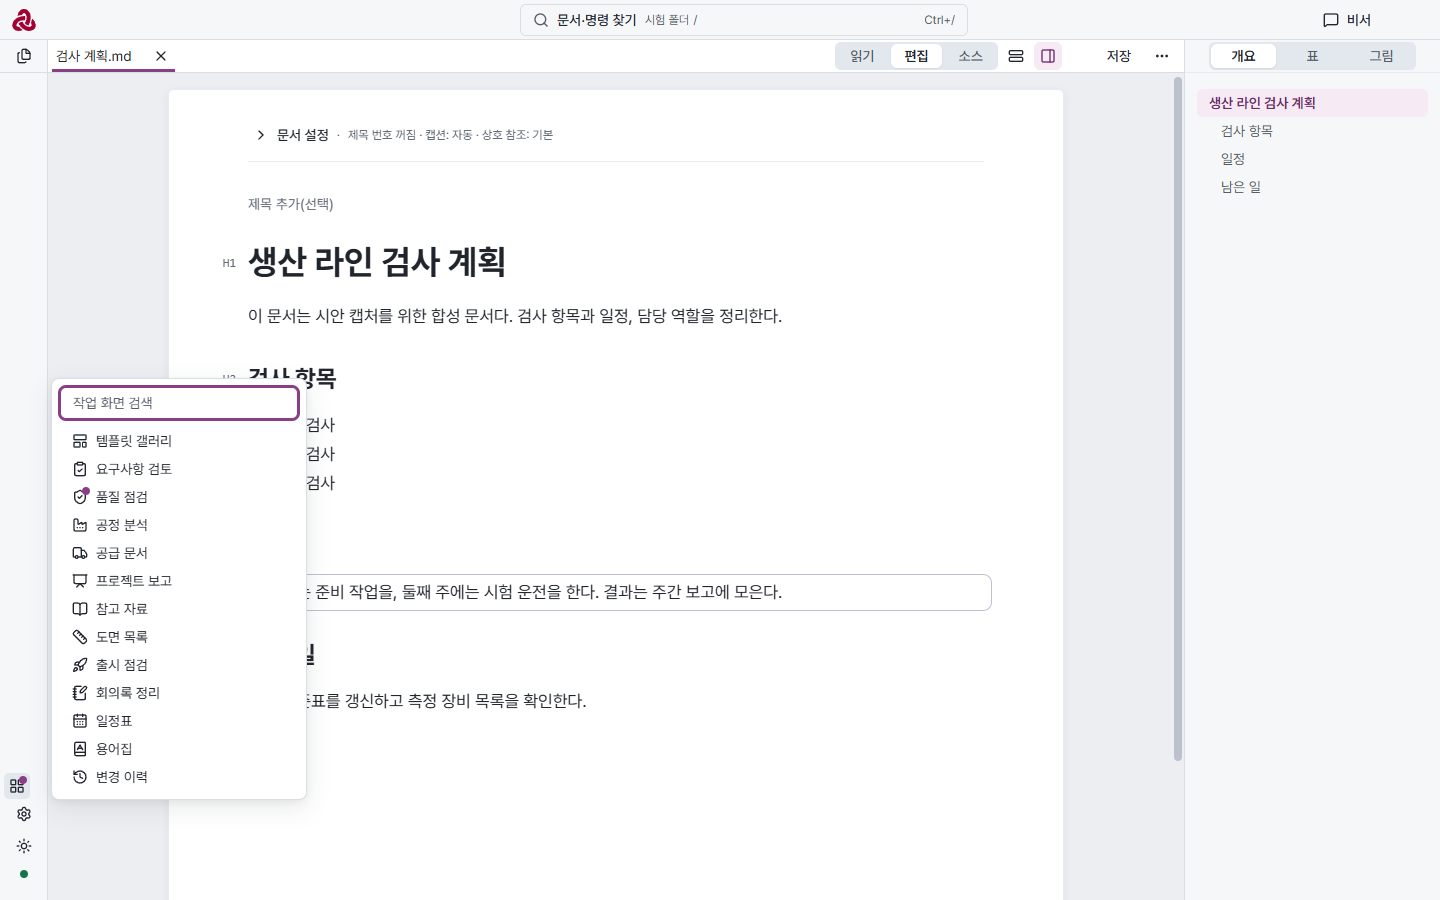 문서·명령 찾기 시험 폴더 / Ctrl+/
비서
검사 계획.md
읽기 편집 소스
저장
개요 표 그림
문서 설정 · 제목 번호 꺼짐 · 캡션: 자동 · 상호 참조: 기본
제목 추가(선택)
H1 생산 라인 검사 계획
이 문서는 시안 캡처를 위한 합성 문서다. 검사 항목과 일정, 담당 역할을 정리한다.
검사 항목
검사
검사
검사
준비 작업을, 둘째 주에는 시험 운전을 한다. 결과는 주간 보고에 모은다.
일
갱신하고 측정 장비 목록을 확인한다.
작업 화면 검색
템플릿 갤러리
요구사항 검토
품질 점검
공정 분석
공급 문서
프로젝트 보고
참고 자료
도면 목록
출시 점검
회의록 정리
일정표
용어집
변경 이력
생산 라인 검사 계획
검사 항목
일정
남은 일